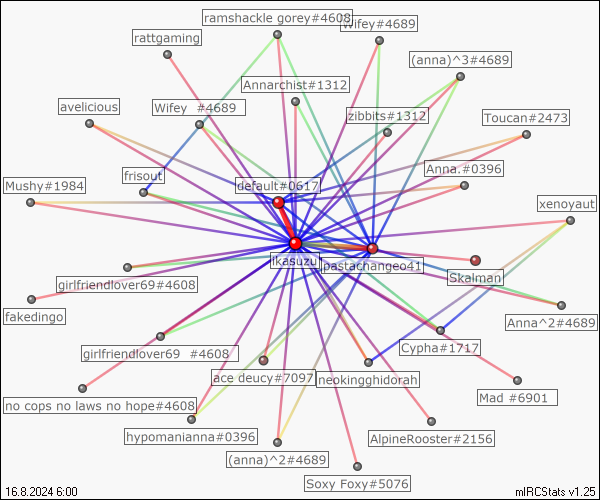 ramshackle gorey#4608
Wifey#4689
rattgaming
(anna)^3#4689
Annarchist#1312
avelicious
Wifey  #4689
zibbits#1312
Toucan#2473
Anna.#0396
frisout
Mushy#1984
default#0617
xenoyaut
ikasuzu
pastachangeo41
Skalman
girlfriendlover69#4608
fakedingo
Anna^2#4689
Cypha#1717
girlfriendlover69  #4608
ace deucy#7097
neokingghidorah
Mad #6901
no cops no laws no hope#4608
hypomanianna#0396
AlpineRooster#2156
(anna)^2#4689
Soxy Foxy#5076
16.8.2024 6:00
mIRCStats v1.25